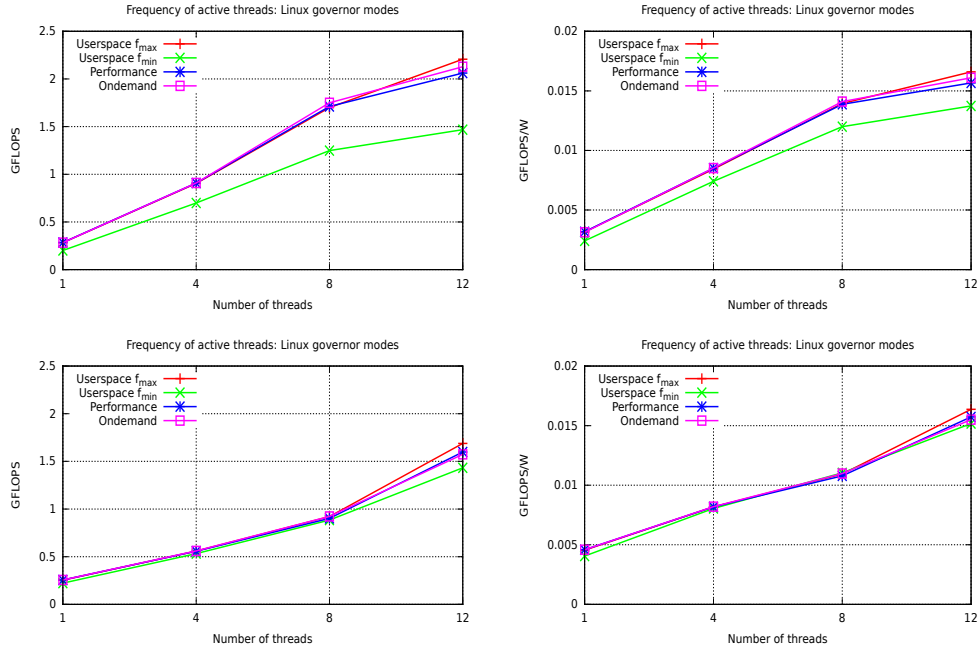 Frequency of active threads: Linux governor modes
GFLOPS
2.5
2
1.5
1
0.5
0
Userspace f_max
Userspace f_min
Performance
Ondemand
1 4 8 12
Number of threads
Frequency of active threads: Linux governor modes
GFLOPS/W
0.02
0.015
0.01
0.005
0
Userspace f_max
Userspace f_min
Performance
Ondemand
1 4 8 12
Number of threads
Frequency of active threads: Linux governor modes
GFLOPS
2.5
2
1.5
1
0.5
0
Userspace f_max
Userspace f_min
Performance
Ondemand
1 4 8 12
Number of threads
Frequency of active threads: Linux governor modes
GFLOPS/W
0.02
0.015
0.01
0.005
0
Userspace f_max
Userspace f_min
Performance
Ondemand
1 4 8 12
Number of threads